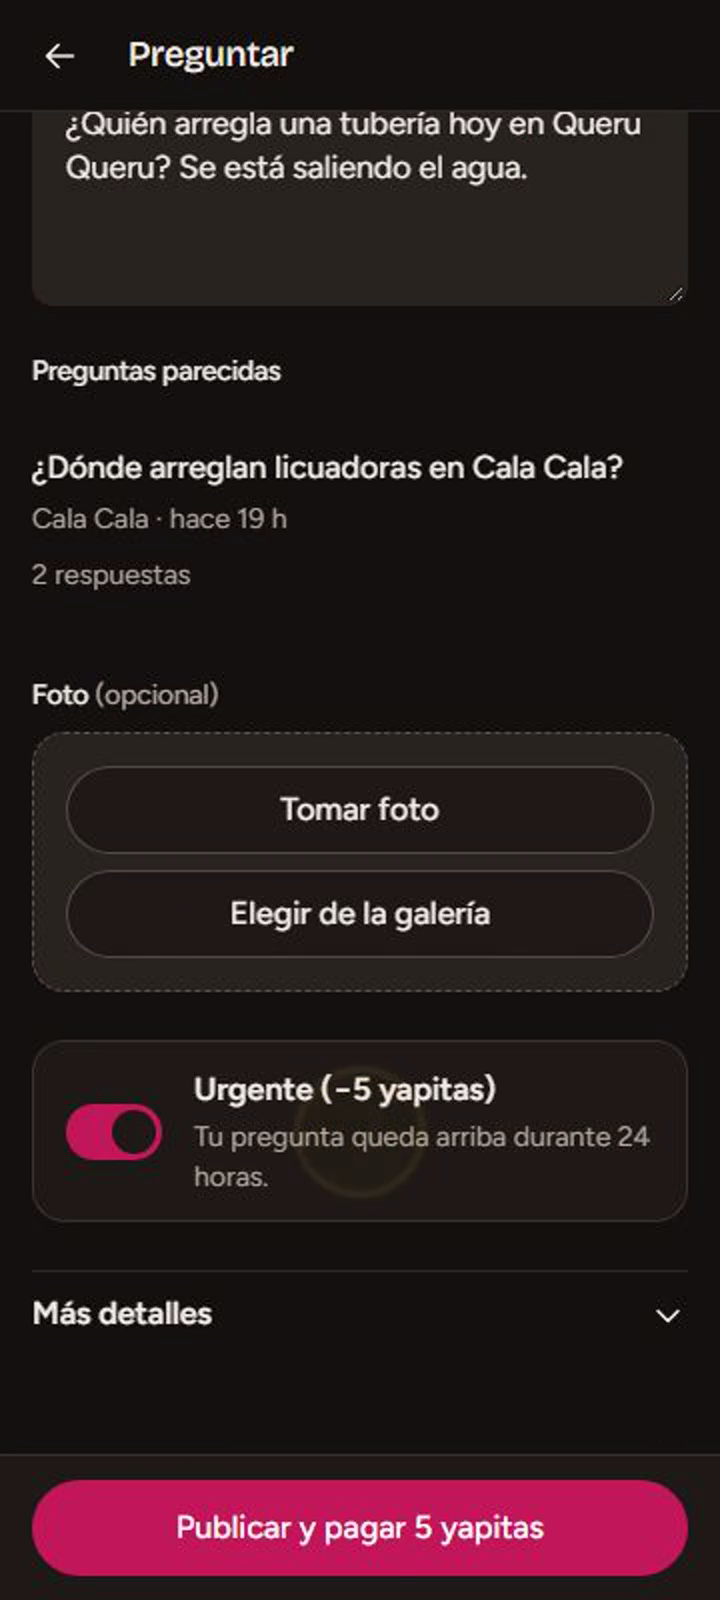 Preguntar
¿Quién arregla una tubería hoy en Queru
Queru? Se está saliendo el agua.
Preguntas parecidas
¿Dónde arreglan licuadoras en Cala Cala?
Cala Cala · hace 19 h
2 respuestas
Foto (opcional)
Tomar foto
Elegir de la galería
Urgente (−5 yapitas)
Tu pregunta queda arriba durante 24
horas.
Más detalles
Publicar y pagar 5 yapitas